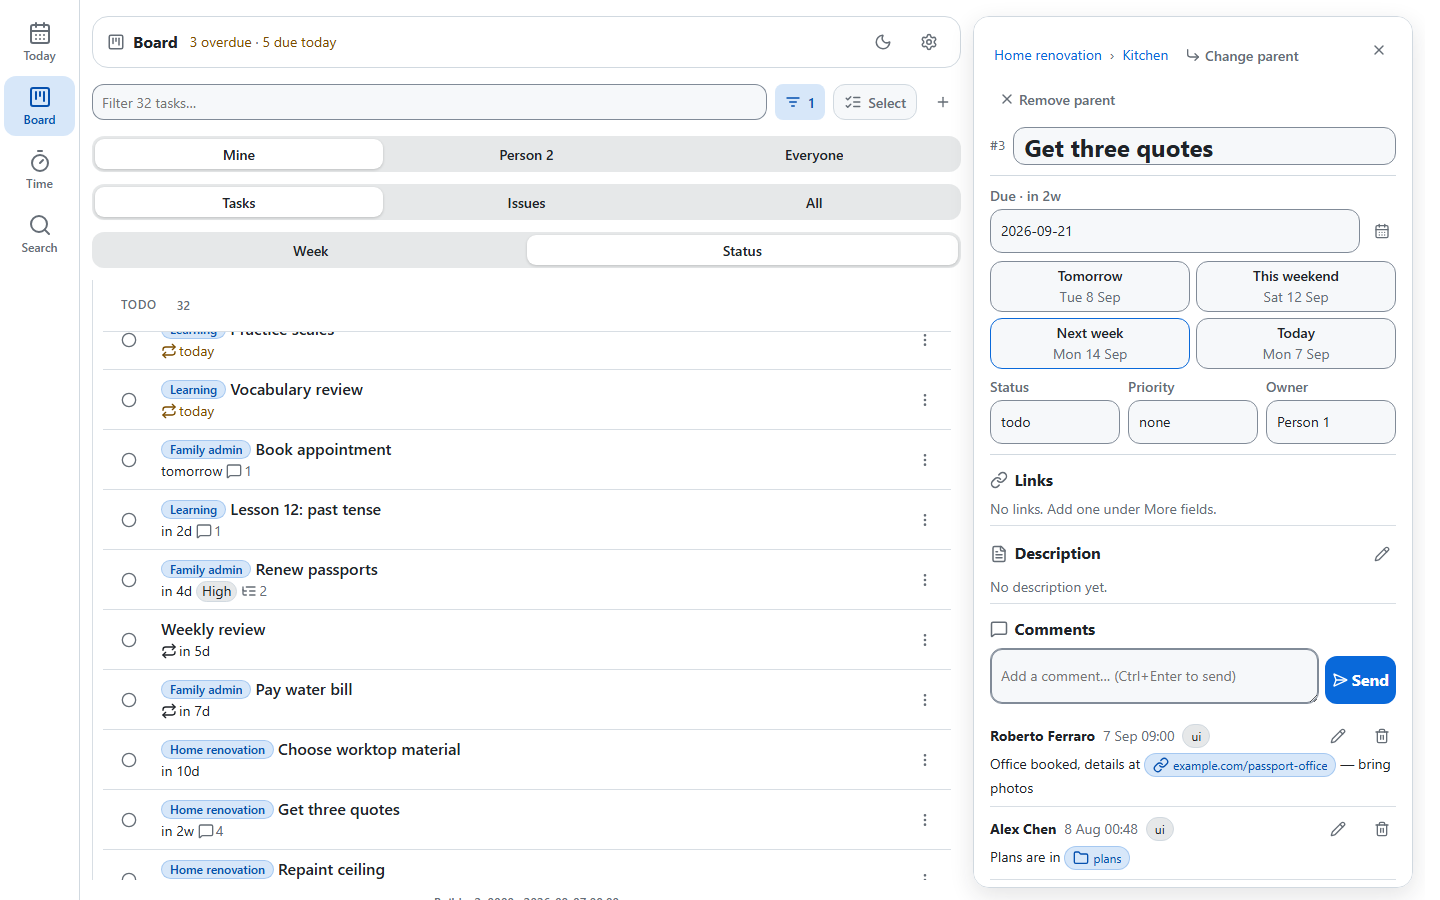 Today
Board
Time
Search
Board 3 overdue · 5 due today
Filter 32 tasks...
1
Select
Mine
Person 2
Everyone
Tasks
Issues
All
Week
Status
TODO 32
Learning Practice scales
today
Learning Vocabulary review
today
Family admin Book appointment
tomorrow 1
Learning Lesson 12: past tense
in 2d 1
Family admin Renew passports
in 4d High 2
Weekly review
in 5d
Family admin Pay water bill
in 7d
Home renovation Choose worktop material
in 10d
Home renovation Get three quotes
in 2w 4
Home renovation Repaint ceiling
Home renovation › Kitchen Change parent
Remove parent
#3 Get three quotes
Due · in 2w
2026-09-21
Tomorrow
Tue 8 Sep
This weekend
Sat 12 Sep
Next week
Mon 14 Sep
Today
Mon 7 Sep
Status
Priority
Owner
todo
none
Person 1
Links
No links. Add one under More fields.
Description
No description yet.
Comments
Add a comment... (Ctrl+Enter to send)
Send
Roberto Ferraro 7 Sep 09:00 ui
Office booked, details at example.com/passport-office — bring
photos
Alex Chen 8 Aug 00:48 ui
Plans are in plans